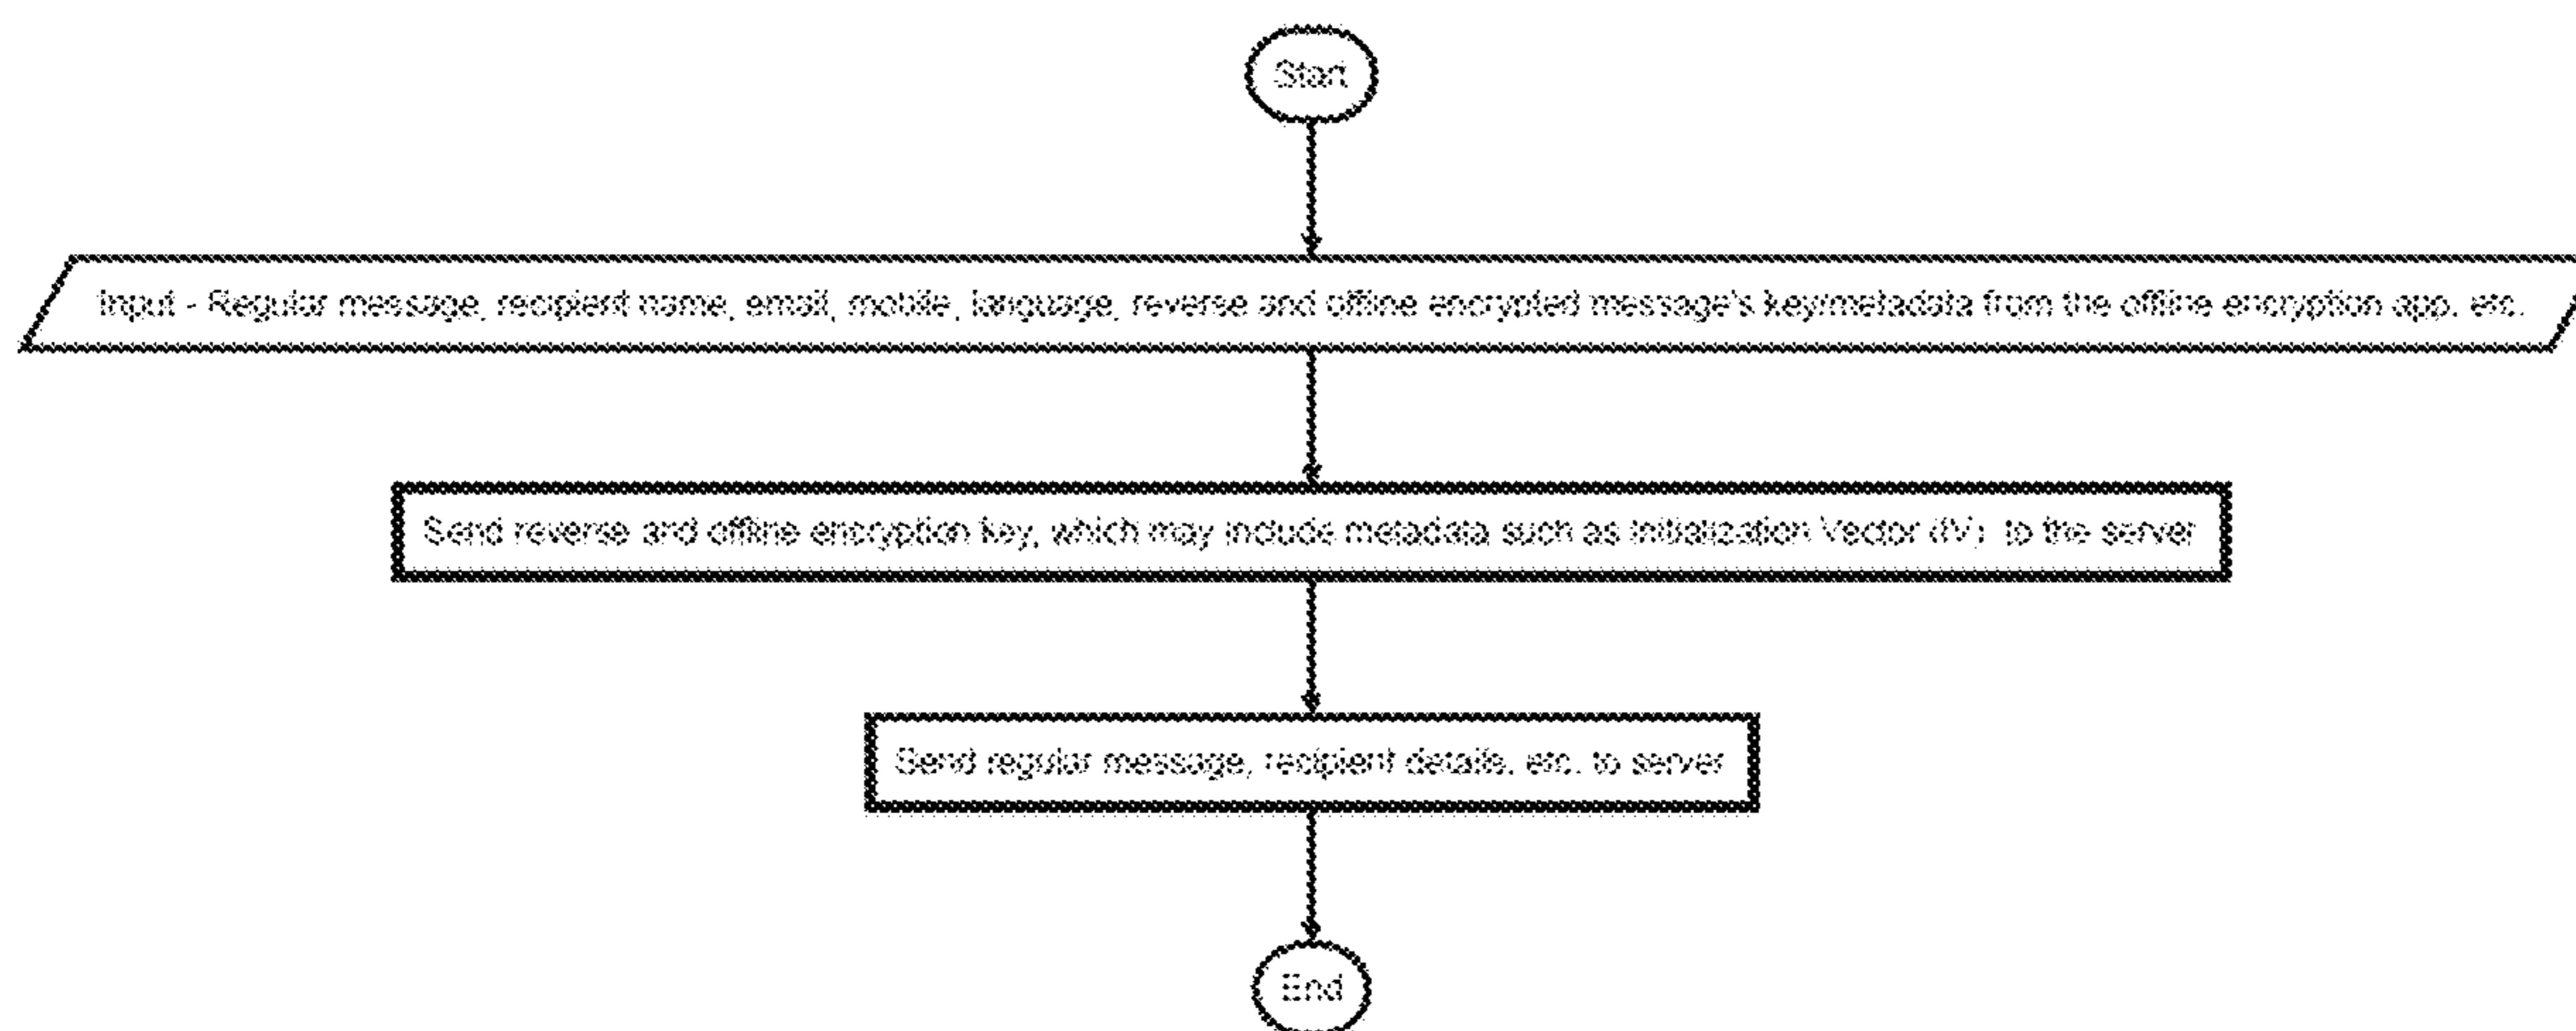 Start
Input - Regular message, recipient name, email, mobile, language, reverse and offline encrypted message's key/metadata from the offline encryption app, etc.
Send reverse and offline encryption key, which may include metadata such as Initialization Vector (IV), to the server
Send regular message, recipient details, etc. to server
End